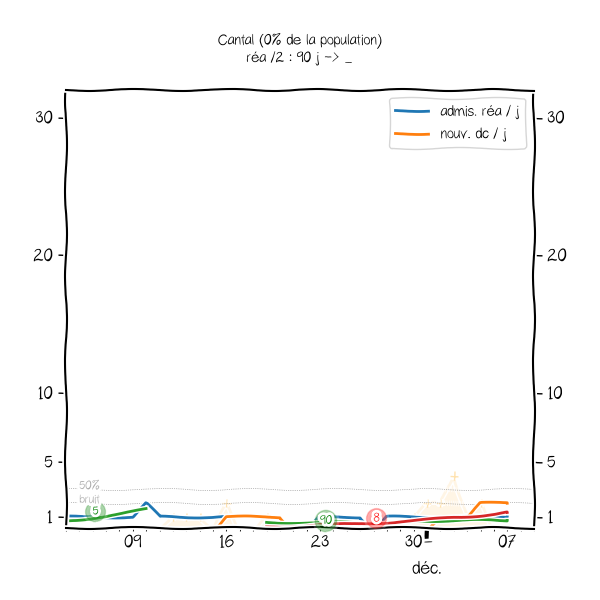 Cantal (0% de la population)
réa /2 : 90 j -> _
admis. réa / j
nouv. dc / j
30 30
20 20
10 10
5 5
50%
bruit
5
90
8
1 1
09 16 23 30 07
déc.